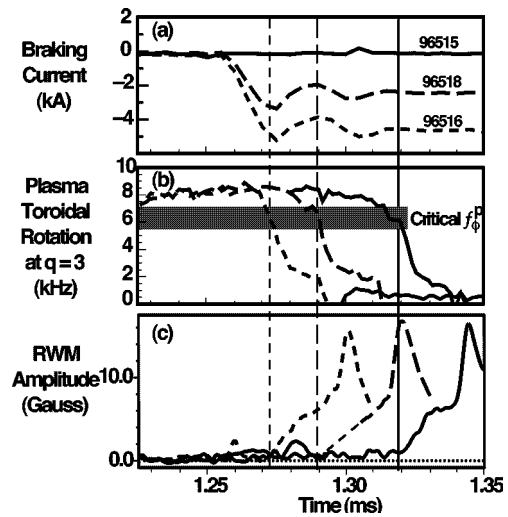 (a)
Braking
Current
(kA)
2
0
−2
−4
96515
96518
96516
(b)
Plasma
Toroidal
Rotation
at q = 3
(kHz)
10
8
6
4
2
0
Critical fϕᵖ
(c)
RWM
Amplitude
(Gauss)
10.0
0.0
1.25
1.30
1.35
Time (ms)